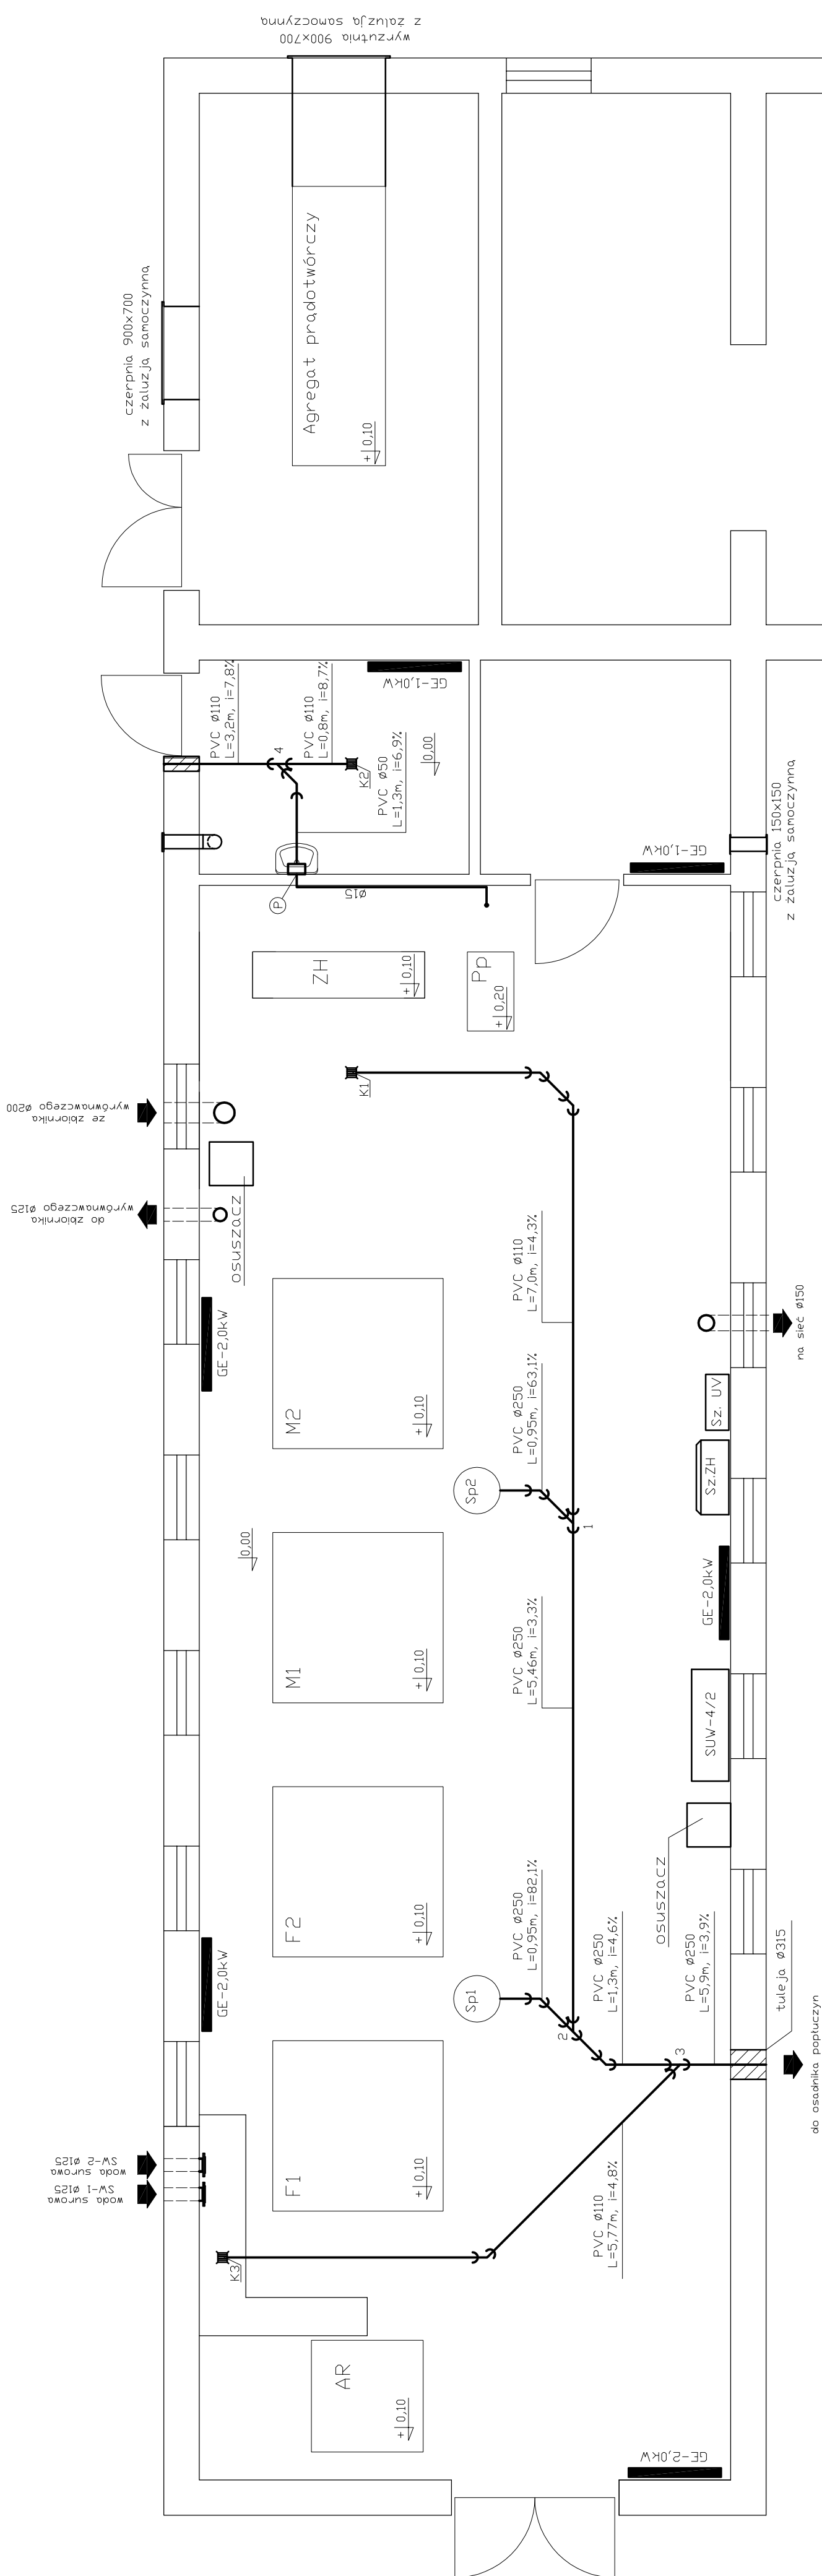 wyrzutnia 900x700
z żaluzją samoczynną
czerpnia 900x700
z żaluzją samoczynną
Agregat prądotwórczy
+ 0,10
PVC ø110
L=3,2m, i=7,8%
PVC ø110
L=0,8m, i=8,7%
GE-1,0kW
4
K2
PVC ø50
L=1,3m, i=6,9%
0,00
P
ø15
GE-1,0kW
czerpnia 150x150
z żaluzją samoczynną
ZH
+ 0,10
Pp
+ 0,20
K1
ze zbiornika
wyrównawczego ø200
do zbiornika
wyrównawczego ø125
osuszacz
GE-2,0kW
M2
+ 0,10
PVC ø110
L=7,0m, i=4,3%
PVC ø250
L=0,95m, i=63,1%
Sp2
1
na sieć ø150
Sz. UV
Sz.ZH
GE-2,0kW
0,00
M1
+ 0,10
PVC ø250
L=5,46m, i=3,3%
SUW-4/2
osuszacz
F2
+ 0,10
GE-2,0kW
PVC ø250
L=0,95m, i=82,1%
Sp1
2
PVC ø250
L=1,3m, i=4,6%
PVC ø250
L=5,9m, i=3,9%
3
tuleja ø315
do osadnika popłuczyn
woda surowa
SW-2 ø125
woda surowa
SW-1 ø125
F1
+ 0,10
PVC ø110
L=5,77m, i=4,8%
K3
AR
+ 0,10
GE-2,0kW